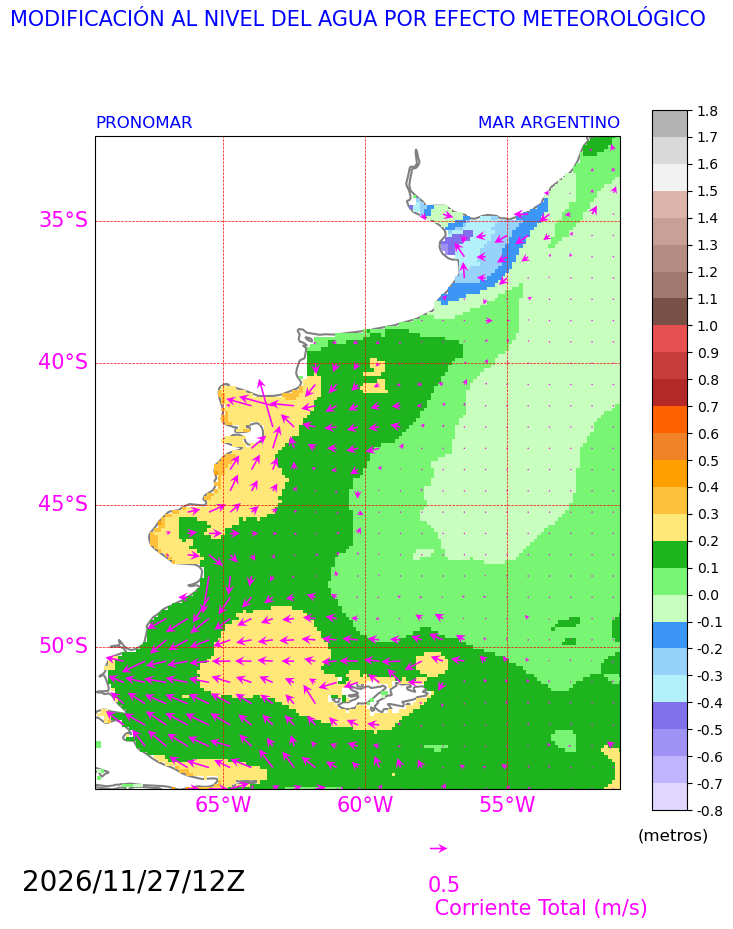 MODIFICACIÓN AL NIVEL DEL AGUA POR EFECTO METEOROLÓGICO
PRONOMAR MAR ARGENTINO
35°S
40°S
45°S
50°S
65°W 60°W 55°W
1.8
1.7
1.6
1.5
1.4
1.3
1.2
1.1
1.0
0.9
0.8
0.7
0.6
0.5
0.4
0.3
0.2
0.1
0.0
-0.1
-0.2
-0.3
-0.4
-0.5
-0.6
-0.7
-0.8
(metros)
2026/11/27/12Z
0.5
Corriente Total (m/s)